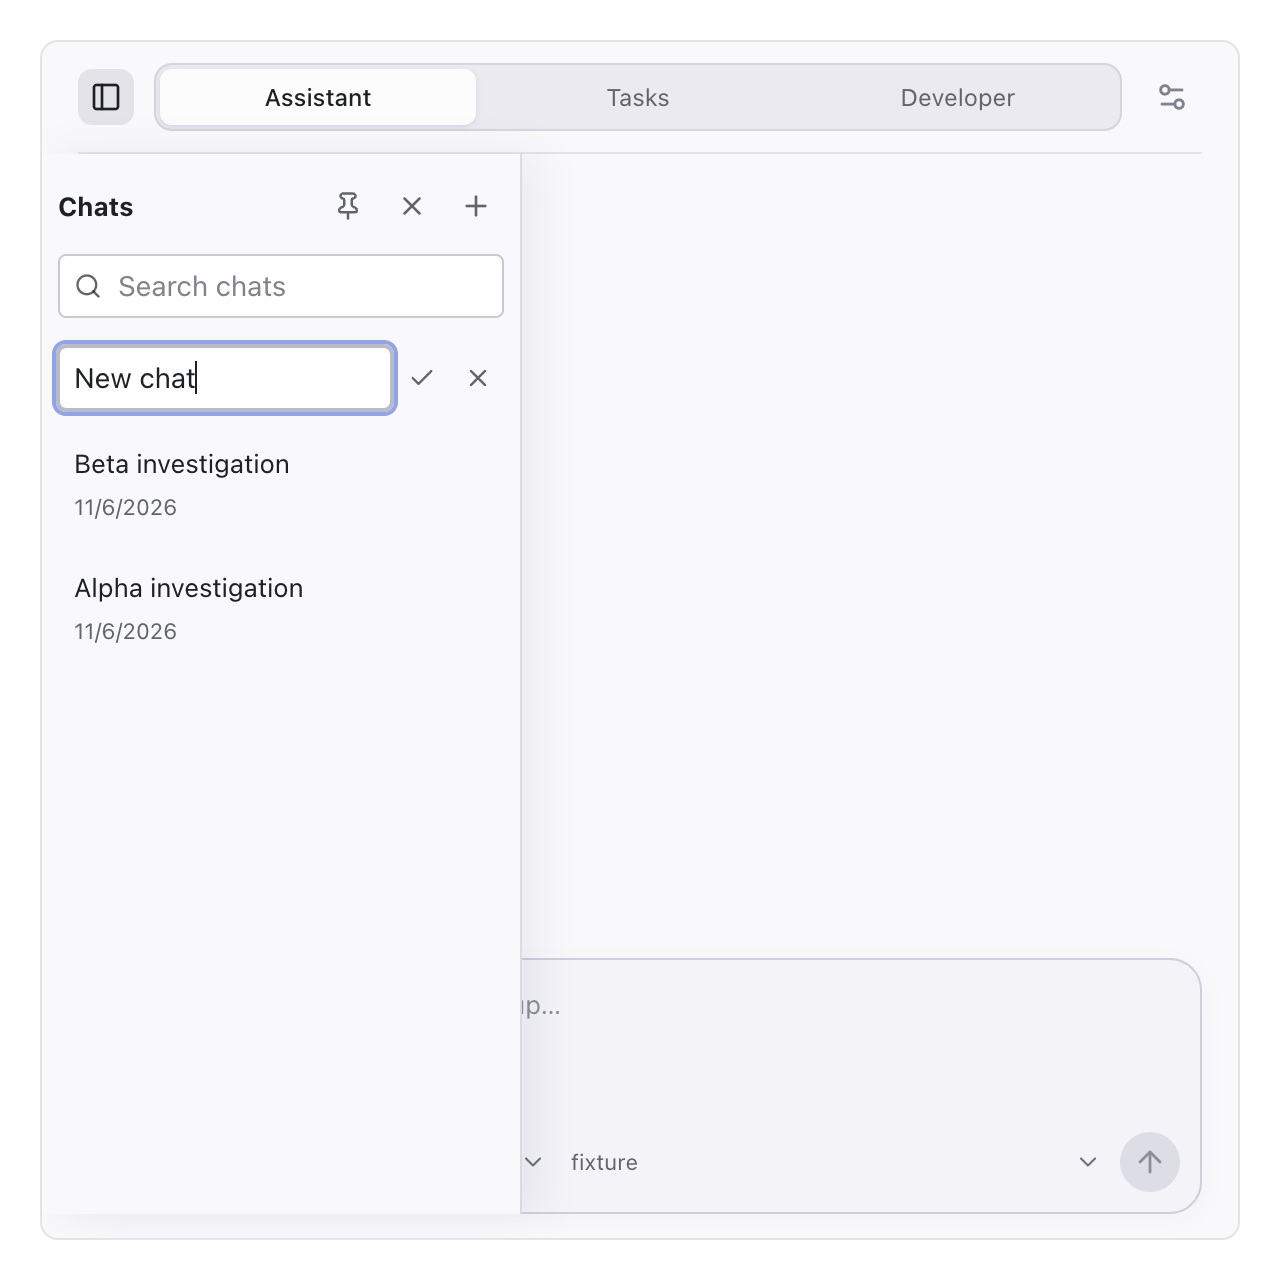 Assistant
Tasks
Developer
Chats
Search chats
New chat
Beta investigation
11/6/2026
Alpha investigation
11/6/2026
fixture